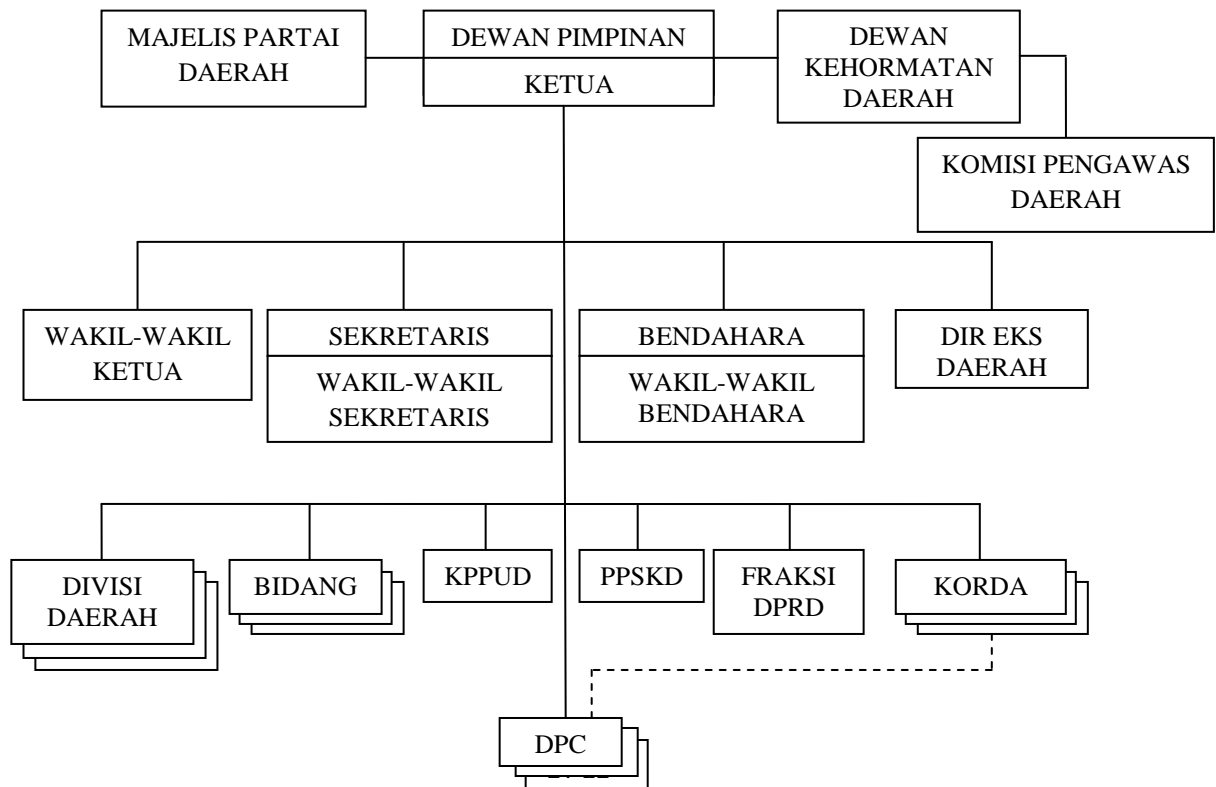 MAJELIS PARTAI
DAERAH
DEWAN PIMPINAN
KETUA
DEWAN
KEHORMATAN
DAERAH
KOMISI PENGAWAS
DAERAH
WAKIL-WAKIL
KETUA
SEKRETARIS
WAKIL-WAKIL
SEKRETARIS
BENDAHARA
WAKIL-WAKIL
BENDAHARA
DIR EKS
DAERAH
DIVISI
DAERAH
BIDANG
KPPUD
PPSKD
FRAKSI
DPRD
KORDA
DPC